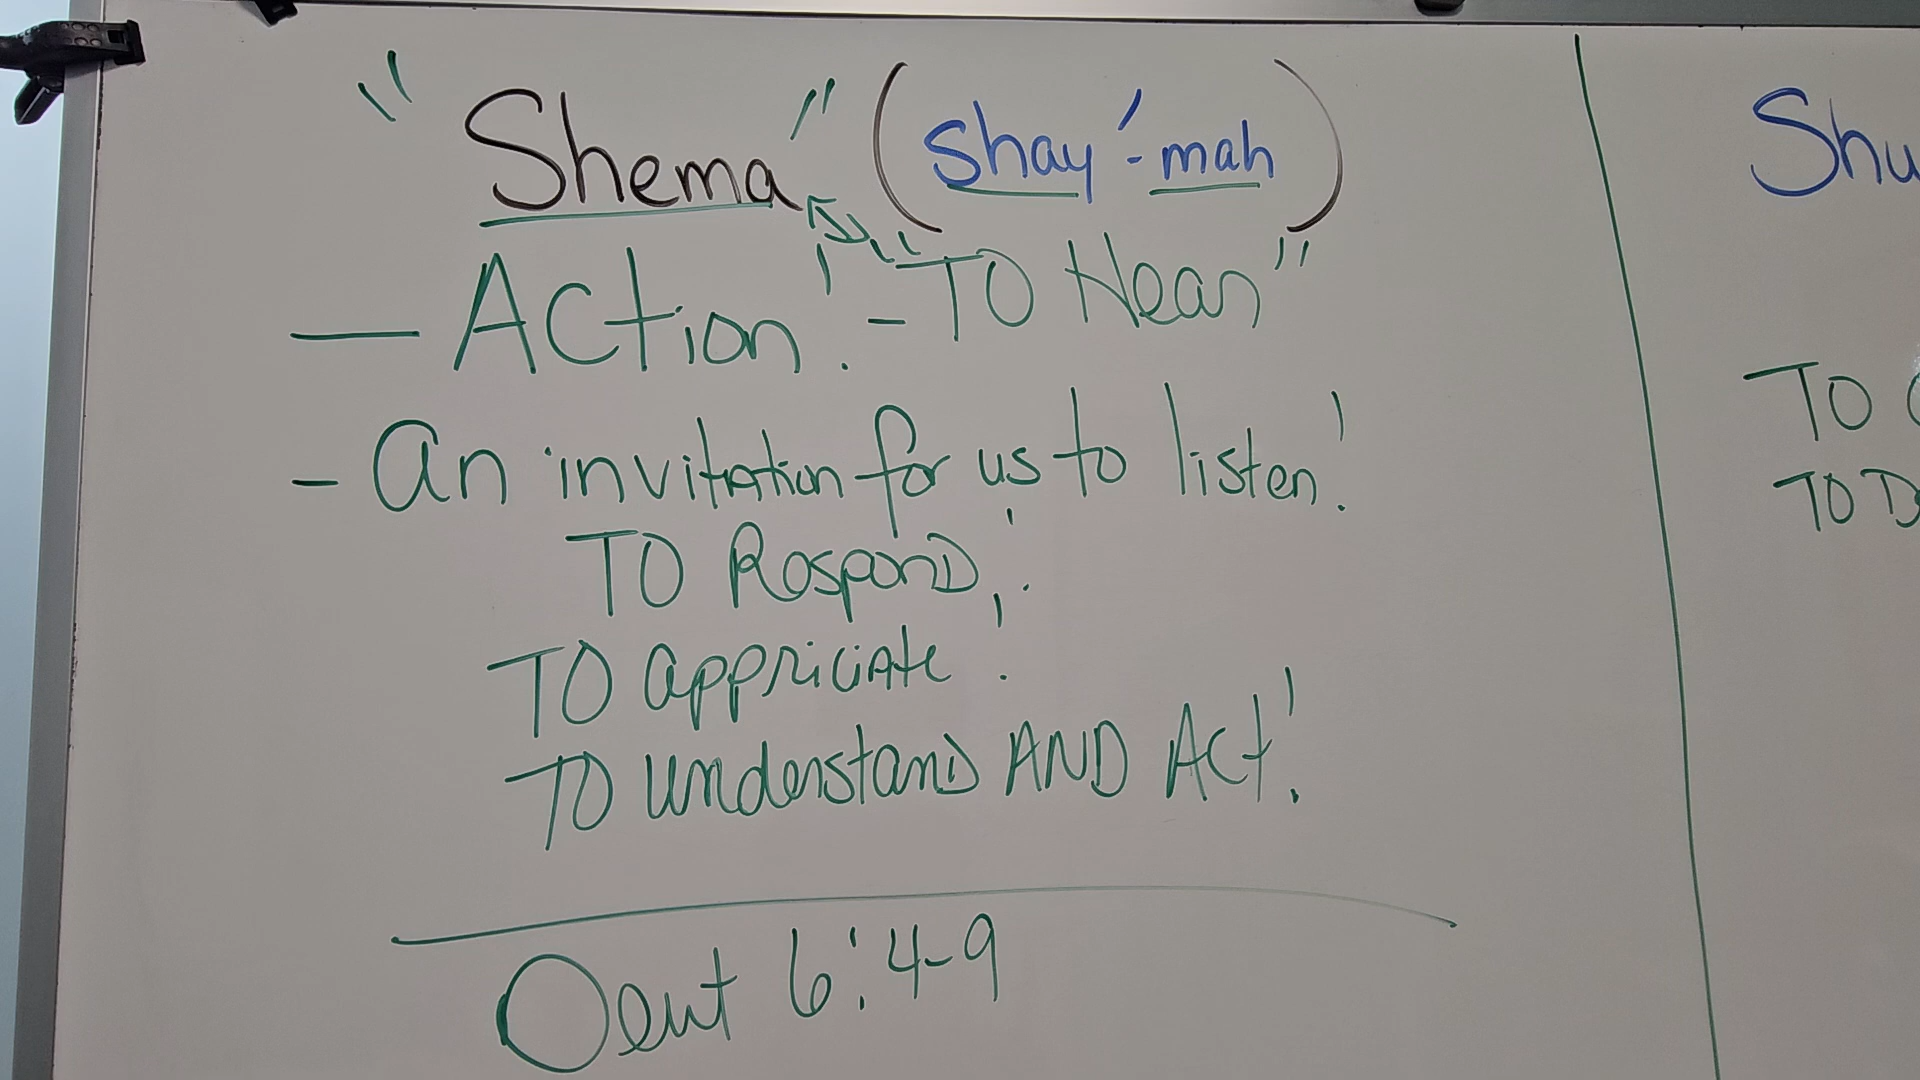 "Shema" (shay'-mah)
— Action! - "TO Hear"
- An invitation for us to listen!
TO Respond!
TO appriciate!
TO understand AND Act!
Deut 6:4-9
Shu
TO
TO D